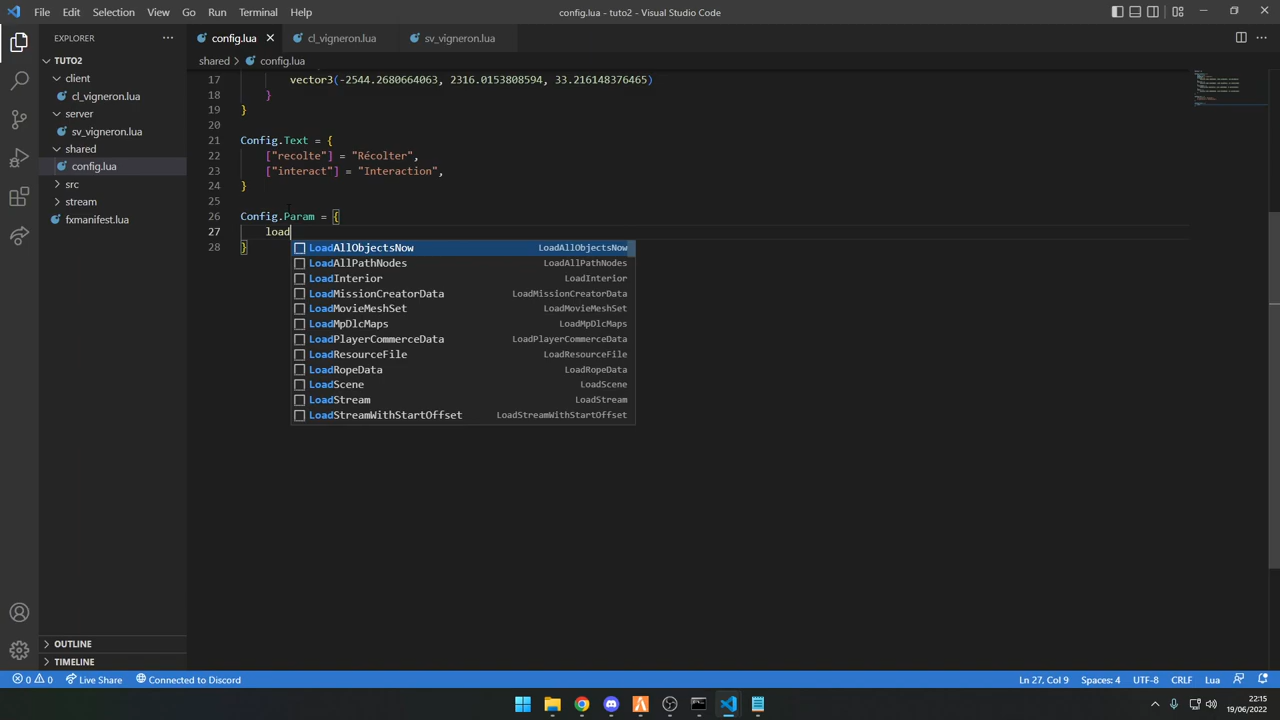 File Edit Selection View Go Run Terminal Help
config.lua - tuto2 - Visual Studio Code
EXPLORER
TUTO2
client
cl_vigneron.lua
server
sv_vigneron.lua
shared
config.lua
src
stream
fxmanifest.lua
OUTLINE
TIMELINE
config.lua cl_vigneron.lua sv_vigneron.lua
shared > config.lua
17 vector3(-2544.2680664063, 2316.0153808594, 33.216148376465)
18 }
19 }
20
21 Config.Text = {
22 ["recolte"] = "Récolter",
23 ["interact"] = "Interaction",
24 }
25
26 Config.Param = {
27 load
28 }
LoadAllObjectsNow LoadAllObjectsNow
LoadAllPathNodes LoadAllPathNodes
LoadInterior LoadInterior
LoadMissionCreatorData LoadMissionCreatorData
LoadMovieMeshSet LoadMovieMeshSet
LoadMpDlcMaps LoadMpDlcMaps
LoadPlayerCommerceData LoadPlayerCommerceData
LoadResourceFile LoadResourceFile
LoadRopeData LoadRopeData
LoadScene LoadScene
LoadStream LoadStream
LoadStreamWithStartOffset LoadStreamWithStartOffset
0 0 Live Share Connected to Discord Ln 27, Col 9 Spaces: 4 UTF-8 CRLF Lua
22:15
19/06/2022